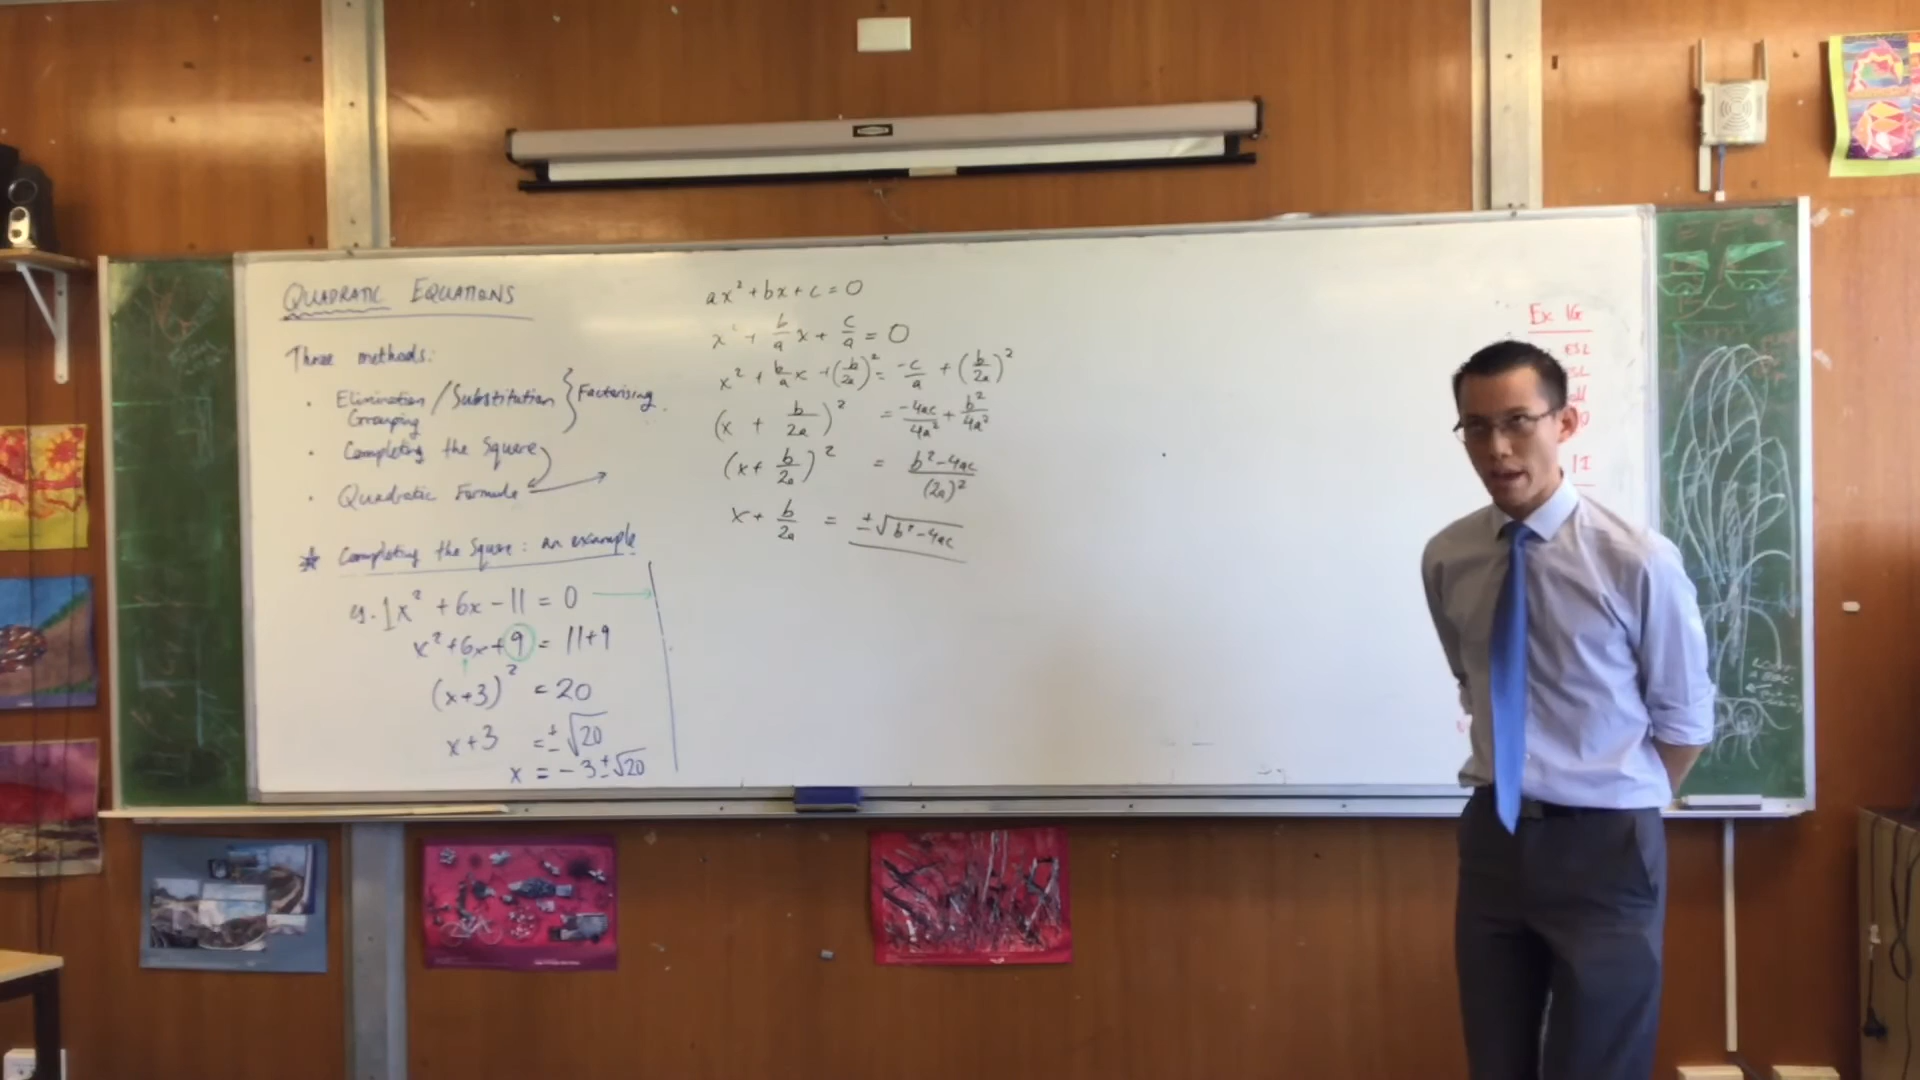 QUADRATIC EQUATIONS
Three methods:
• Elimination / Substitution } Factorising
Grouping
• Completing the Square
• Quadratic Formula
★ Completing the Square: an example
eg. 1x² + 6x - 11 = 0
x² + 6x + 9 = 11 + 9
(x+3)² = 20
x+3 = ±√20
x = -3 ± √20
ax² + bx + c = 0
x² + b/a x + c/a = 0
x² + b/a x + (b/2a)² = -c/a + (b/2a)²
(x + b/2a)² = -4ac/4a² + b²/4a²
(x + b/2a)² = b²-4ac/(2a)²
x + b/2a = ±√b²-4ac
Ex 1G
ESL
1I